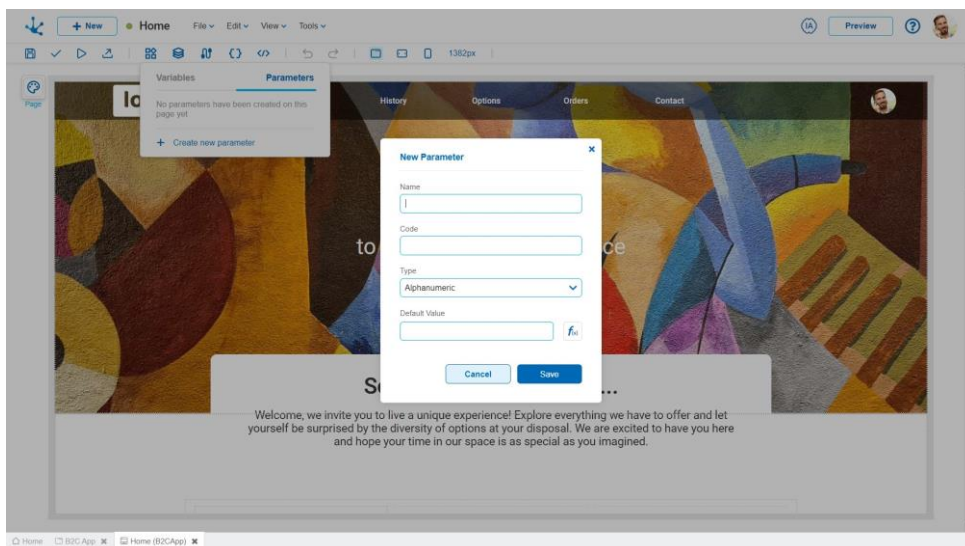 + New
Home
File
Edit
View
Tools
IA
Preview
?
1362px
Page
Variables
Parameters
No parameters have been created on this
page yet
+ Create new parameter
lo
History
Options
Orders
Contact
New Parameter
Name
Code
Type
Alphanumeric
Default Value
f(x)
Cancel
Save
to
ce
S
...
Welcome, we invite you to live a unique experience! Explore everything we have to offer and let
yourself be surprised by the diversity of options at your disposal. We are excited to have you here
and hope your time in our space is as special as you imagined.
Home
B2C App
Home (B2CApp)